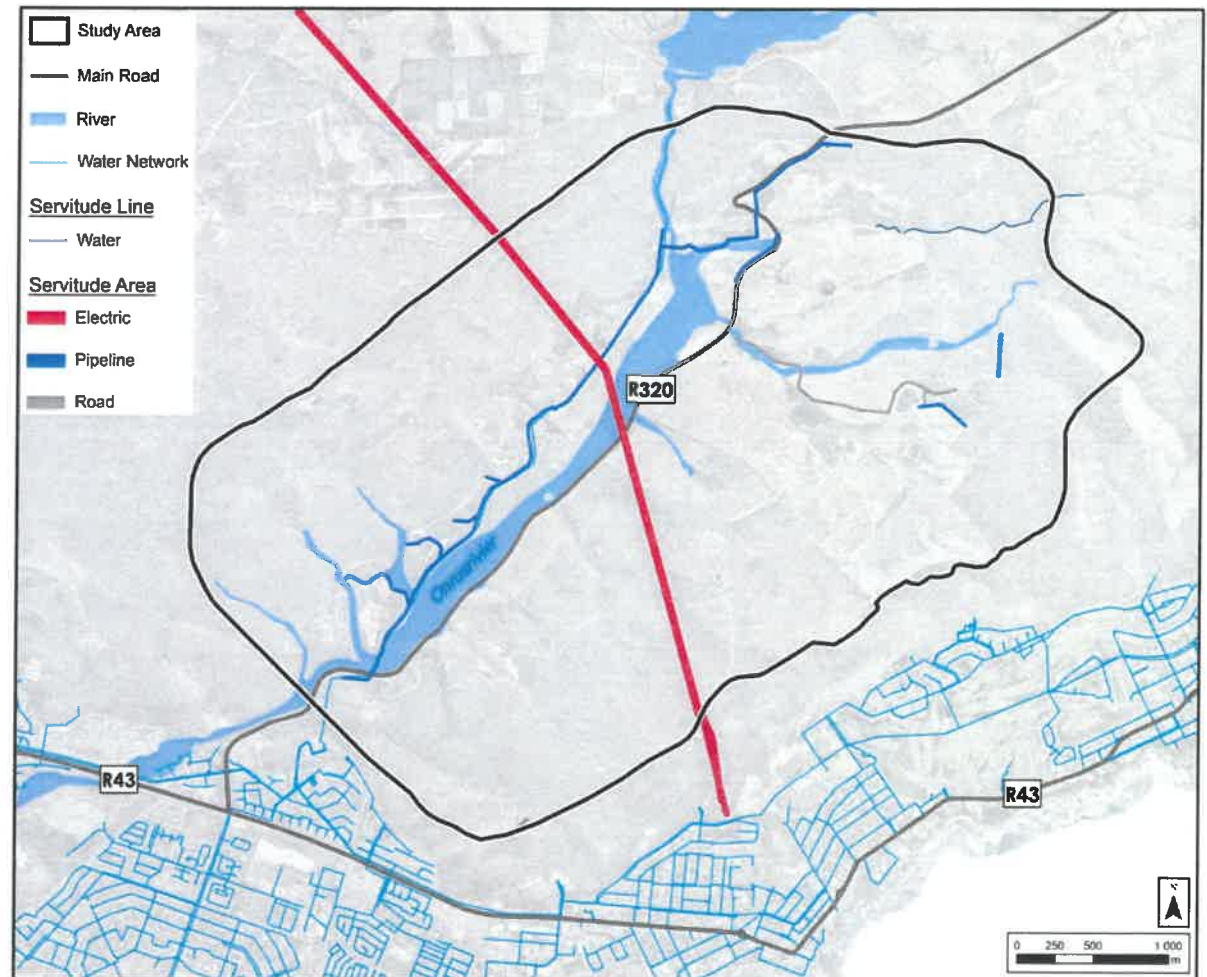 Study Area
Main Road
River
Water Network
Servitude Line
Water
Servitude Area
Electric
Pipeline
Road
R320
Onrusrivier
R43
R43
N
0 250 500 1 000
m